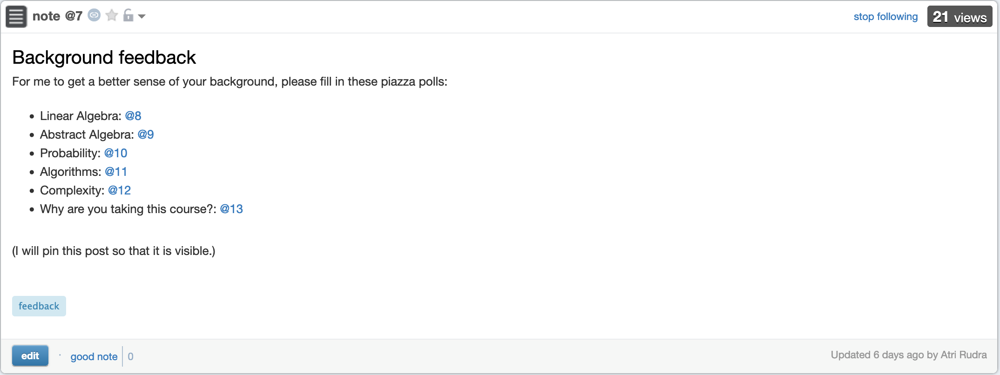 note @7
stop following
21 views
Background feedback
For me to get a better sense of your background, please fill in these piazza polls:
• Linear Algebra: @8
• Abstract Algebra: @9
• Probability: @10
• Algorithms: @11
• Complexity: @12
• Why are you taking this course?: @13
(I will pin this post so that it is visible.)
feedback
edit · good note 0
Updated 6 days ago by Atri Rudra